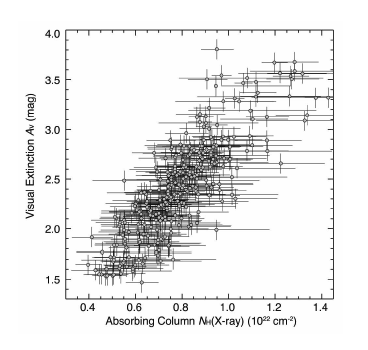 4.0
3.5
3.0
2.5
2.0
1.5
Visual Extinction Aᵥ (mag)
0.4 0.6 0.8 1.0 1.2 1.4
Absorbing Column Nʜ(X-ray) (10²² cm⁻²)